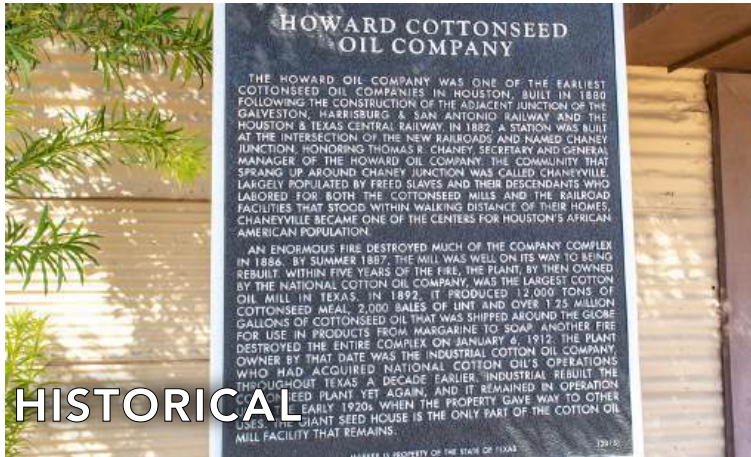 HOWARD COTTONSEED
OIL COMPANY
THE HOWARD OIL COMPANY WAS ONE OF THE EARLIEST
COTTONSEED OIL COMPANIES IN HOUSTON, BUILT IN 1880
FOLLOWING THE CONSTRUCTION OF THE ADJACENT JUNCTION OF THE
GALVESTON, HARRISBURG & SAN ANTONIO RAILWAY AND THE
HOUSTON & TEXAS CENTRAL RAILWAY. IN 1882, A STATION WAS BUILT
AT THE INTERSECTION OF THE NEW RAILROADS AND NAMED CHANEY
JUNCTION, HONORING THOMAS R. CHANEY, SECRETARY AND GENERAL
MANAGER OF THE HOWARD OIL COMPANY. THE COMMUNITY THAT
SPRANG UP AROUND CHANEY JUNCTION WAS CALLED CHANEYVILLE.
LARGELY POPULATED BY FREED SLAVES AND THEIR DESCENDANTS WHO
LABORED FOR BOTH THE COTTONSEED MILLS AND THE RAILROAD
FACILITIES THAT STOOD WITHIN WALKING DISTANCE OF THEIR HOMES,
CHANEYVILLE BECAME ONE OF THE CENTERS FOR HOUSTON'S AFRICAN
AMERICAN POPULATION.
AN ENORMOUS FIRE DESTROYED MUCH OF THE COMPANY COMPLEX
IN 1886. BY SUMMER 1887, THE MILL WAS WELL ON ITS WAY TO BEING
REBUILT. WITHIN FIVE YEARS OF THE FIRE, THE PLANT, BY THEN OWNED
BY THE NATIONAL COTTON OIL COMPANY, WAS THE LARGEST COTTON
OIL MILL IN TEXAS. IN 1892, IT PRODUCED 12,000 TONS OF
COTTONSEED MEAL, 2,000 BALES OF LINT AND OVER 1.25 MILLION
GALLONS OF COTTONSEED OIL THAT WAS SHIPPED AROUND THE GLOBE
FOR USE IN PRODUCTS FROM MARGARINE TO SOAP. ANOTHER FIRE
DESTROYED THE ENTIRE COMPLEX ON JANUARY 6, 1912. THE PLANT
OWNER BY THAT DATE WAS THE INDUSTRIAL COTTON OIL COMPANY,
WHO HAD ACQUIRED NATIONAL COTTON OIL'S OPERATIONS
THROUGHOUT TEXAS A DECADE EARLIER. INDUSTRIAL REBUILT THE
PLANT YET AGAIN, AND IT REMAINED IN OPERATION
EARLY 1920s WHEN THE PROPERTY GAVE WAY TO OTHER
USES. THE GIANT SEED HOUSE IS THE ONLY PART OF THE COTTON OIL
MILL FACILITY THAT REMAINS.
MARKER IS PROPERTY OF THE STATE OF TEXAS
HISTORICAL